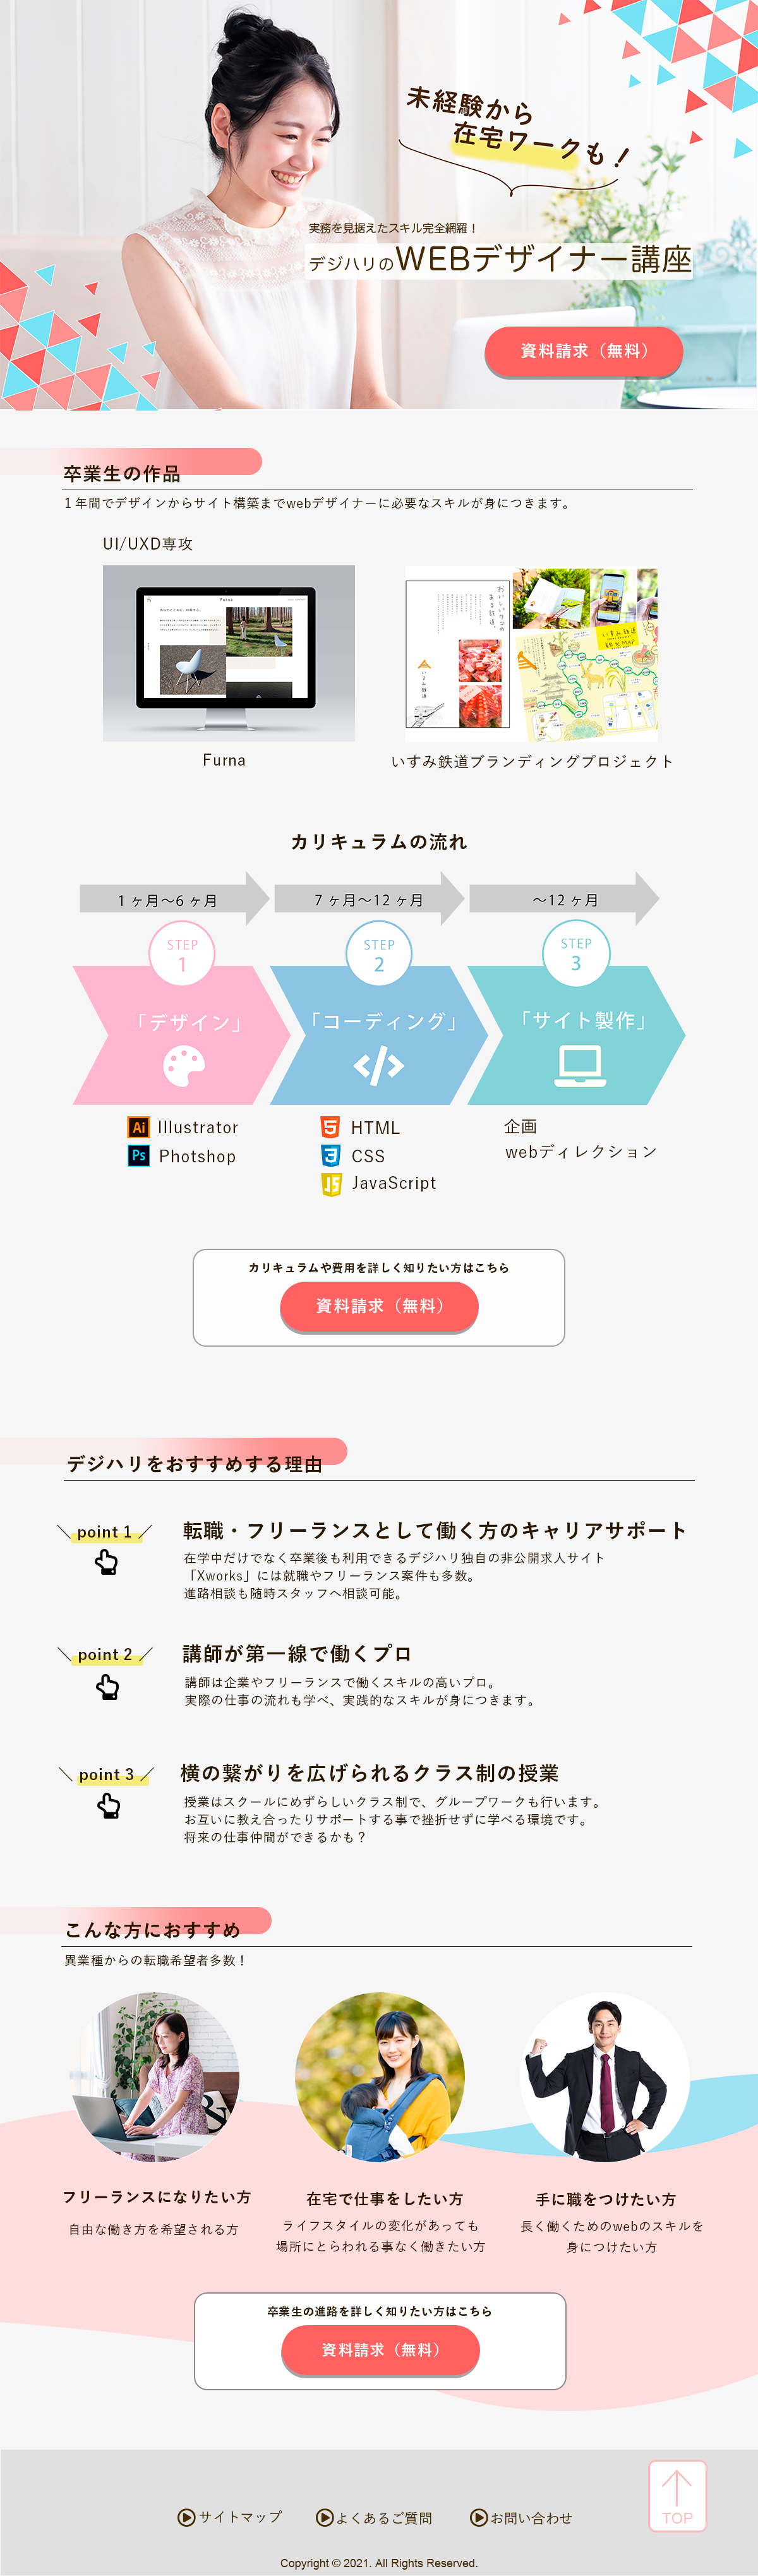 未経験から
在宅ワークも！
実務を見据えたスキル完全網羅！
デジハリのWEBデザイナー講座
資料請求（無料）
卒業生の作品
１年間でデザインからサイト構築までwebデザイナーに必要なスキルが身につきます。
UI/UXD専攻
Furna
おいしいタコの
ある鉄道。
いすみ鉄道
いすみ鉄道
Furna
いすみ鉄道ブランディングプロジェクト
カリキュラムの流れ
１ヶ月〜6ヶ月
７ヶ月〜12ヶ月
〜12ヶ月
STEP
1
STEP
2
STEP
3
「デザイン」
「コーディング」
「サイト製作」
Ai Illustrator
Ps Photshop
5 HTML
3 CSS
JS JavaScript
企画
webディレクション
カリキュラムや費用を詳しく知りたい方はこちら
資料請求（無料）
デジハリをおすすめする理由
＼point 1／
転職・フリーランスとして働く方のキャリアサポート
在学中だけでなく卒業後も利用できるデジハリ独自の非公開求人サイト
「Xworks」には就職やフリーランス案件も多数。
進路相談も随時スタッフへ相談可能。
＼point 2／
講師が第一線で働くプロ
講師は企業やフリーランスで働くスキルの高いプロ。
実際の仕事の流れも学べ、実践的なスキルが身につきます。
＼point 3／
横の繋がりを広げられるクラス制の授業
授業はスクールにめずらしいクラス制で、グループワークも行います。
お互いに教え合ったりサポートする事で挫折せずに学べる環境です。
将来の仕事仲間ができるかも？
こんな方におすすめ
異業種からの転職希望者多数！
&
フリーランスになりたい方
自由な働き方を希望される方
在宅で仕事をしたい方
ライフスタイルの変化があっても
場所にとらわれる事なく働きたい方
手に職をつけたい方
長く働くためのwebのスキルを
身につけたい方
卒業生の進路を詳しく知りたい方はこちら
資料請求（無料）
TOP
サイトマップ
よくあるご質問
お問い合わせ
Copyright © 2021. All Rights Reserved.